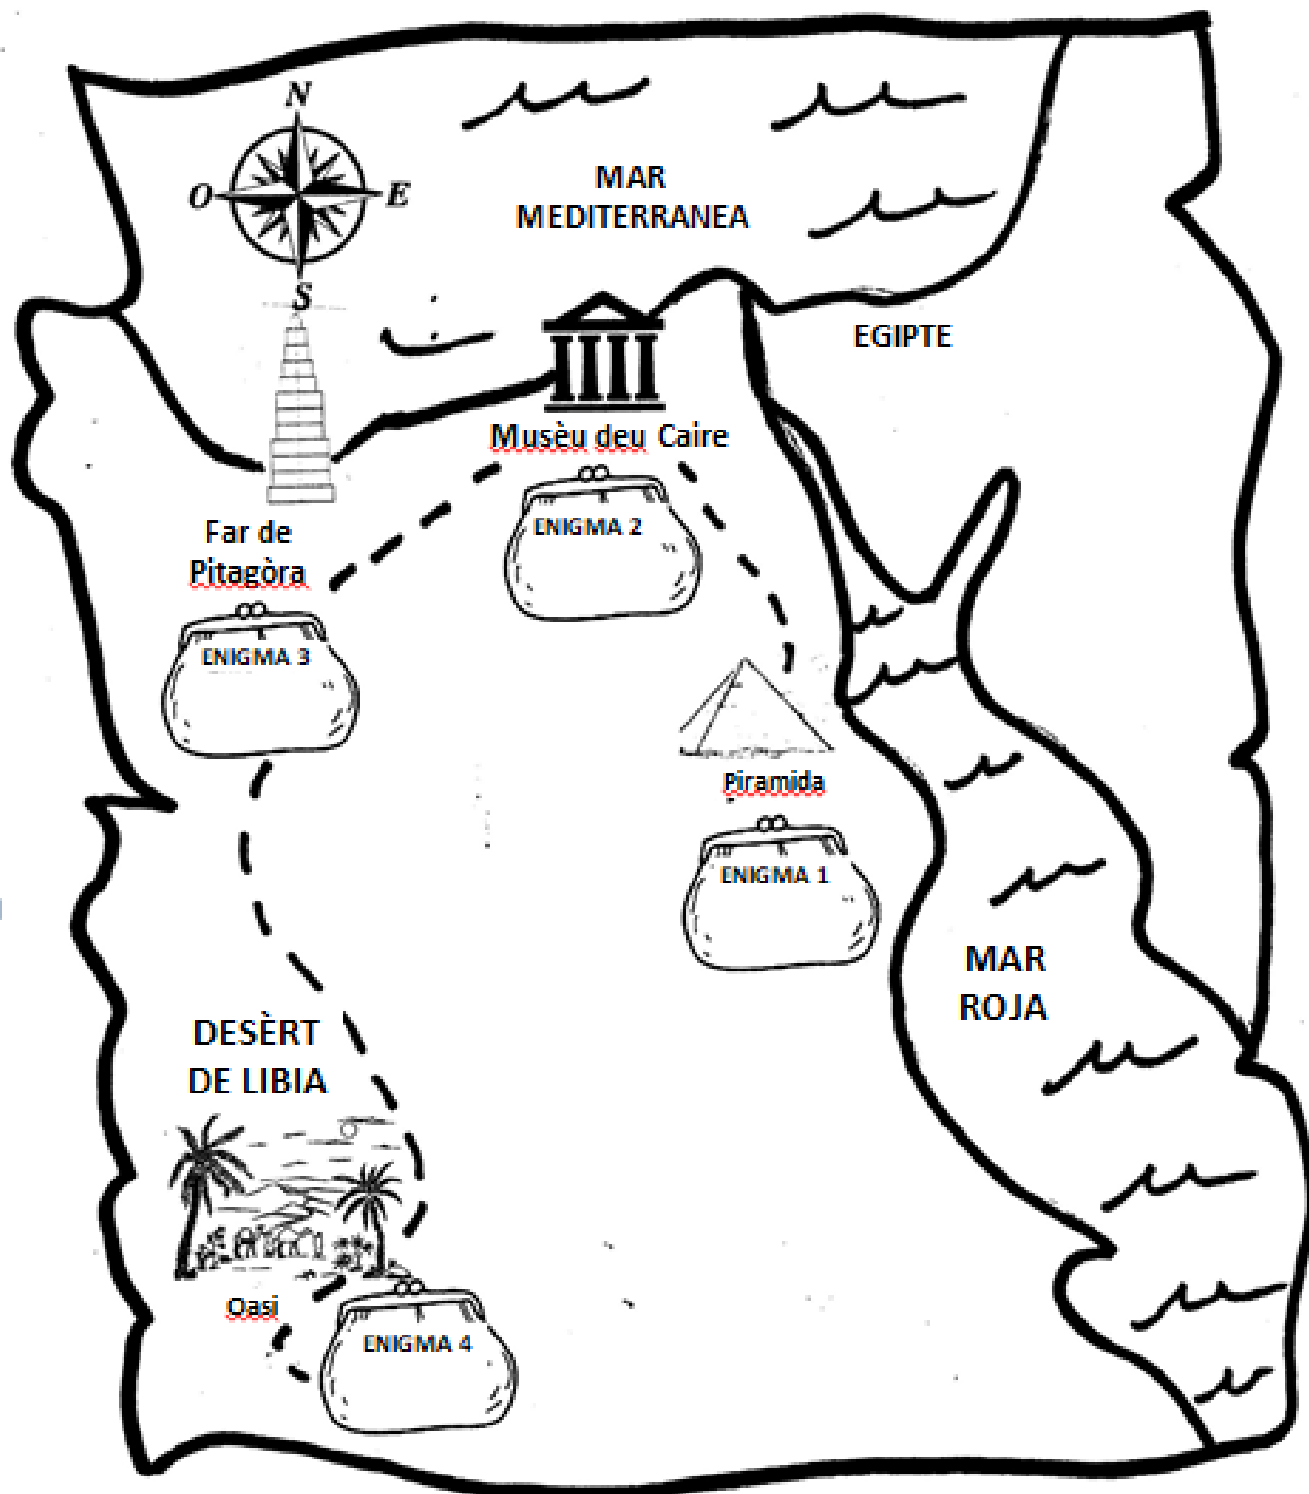 N
O
E
S
MAR
MEDITERRANEA
EGIPTE
Musèu deu Caire
ENIGMA 2
Far de
Pitagòra
ENIGMA 3
Piramida
ENIGMA 1
MAR
ROJA
DESÈRT
DE LIBIA
Oasi
ENIGMA 4